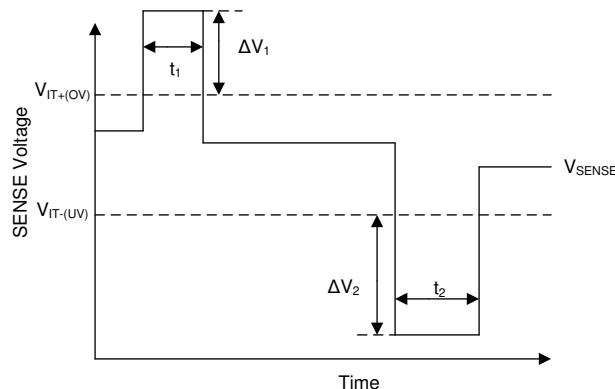 ΔV₁
t₁
V_IT+(OV)
SENSE Voltage
V_SENSE
V_IT-(UV)
ΔV₂
t₂
Time